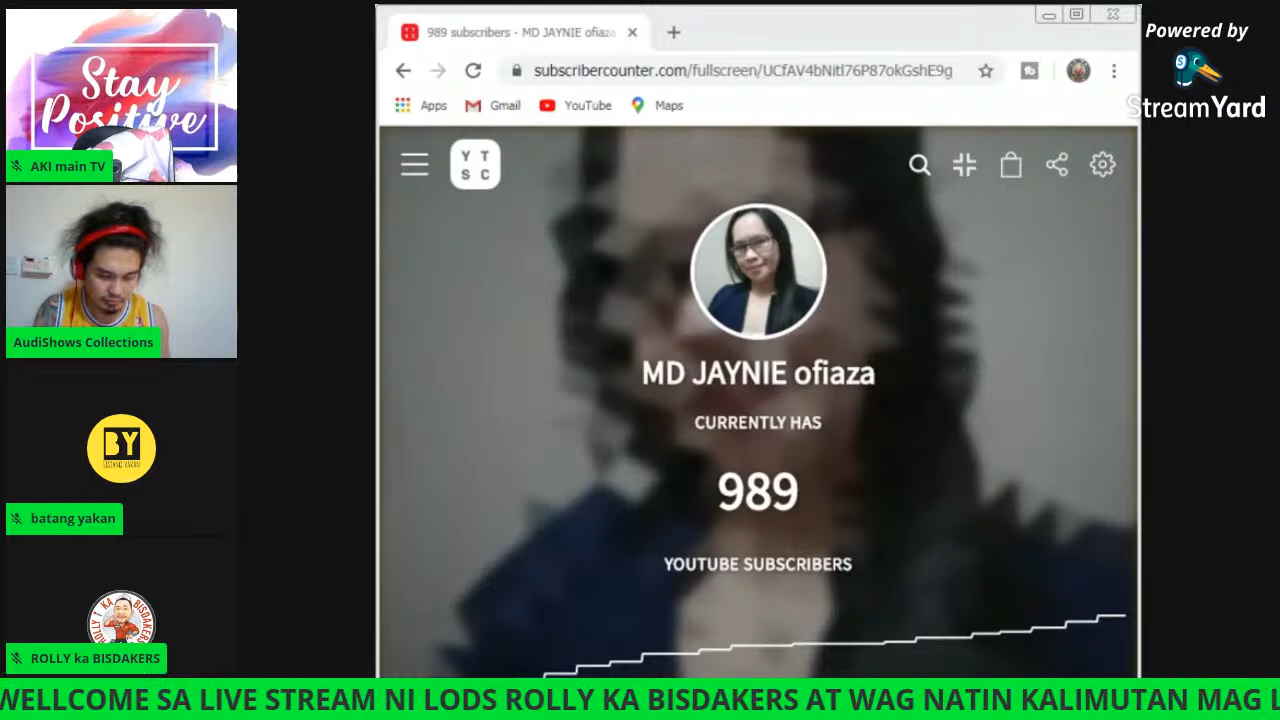 Stay
Positive
AKI main TV
AudiShows Collections
BY
batang yakan
ROLLY ka BISDAKERS
989 subscribers - MD JAYNIE ofiaza
subscribercounter.com/fullscreen/UCfAV4bNitl76P87okGshE9g
Apps
Gmail
YouTube
Maps
Y T
S C
MD JAYNIE ofiaza
CURRENTLY HAS
989
YOUTUBE SUBSCRIBERS
Powered by
StreamYard
WELLCOME SA LIVE STREAM NI LODS ROLLY KA BISDAKERS AT WAG NATIN KALIMUTAN MAG L